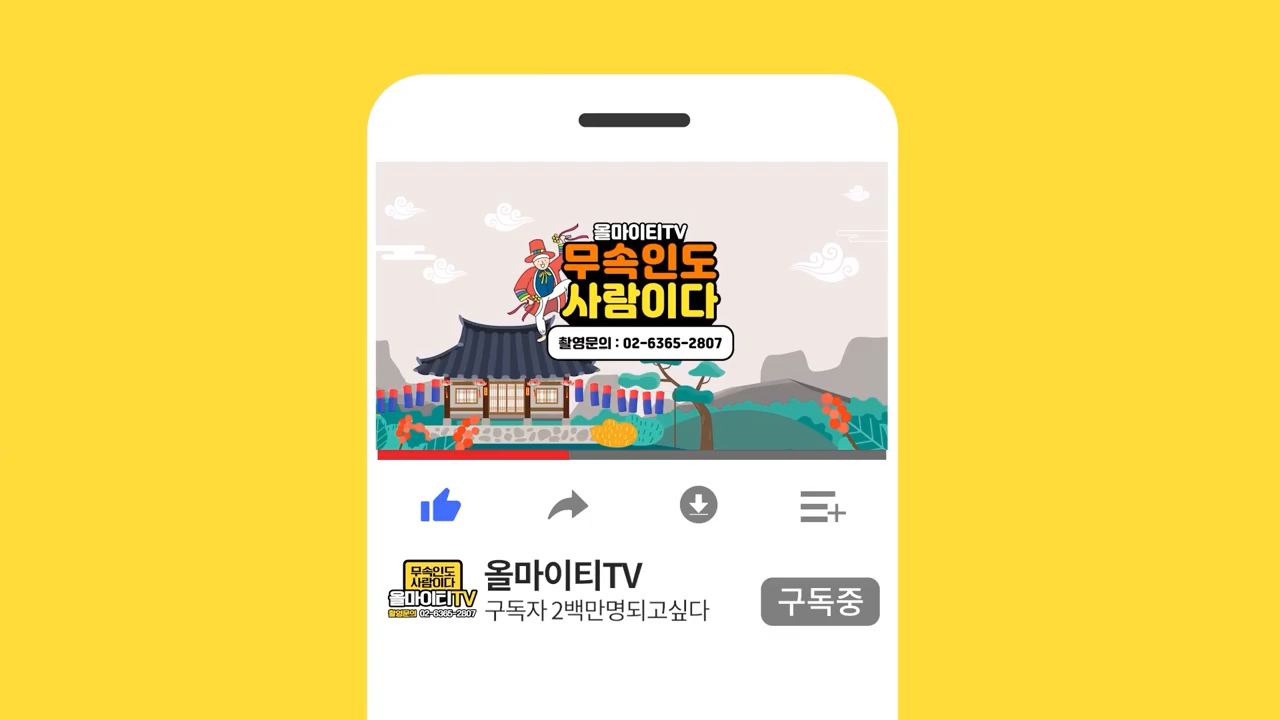 올마이티TV
무속인도
사람이다
촬영문의 : 02-6365-2807
무속인도
사람이다
올마이티TV
촬영문의 02-6365-2807
올마이티TV
구독자 2백만명되고싶다
구독중